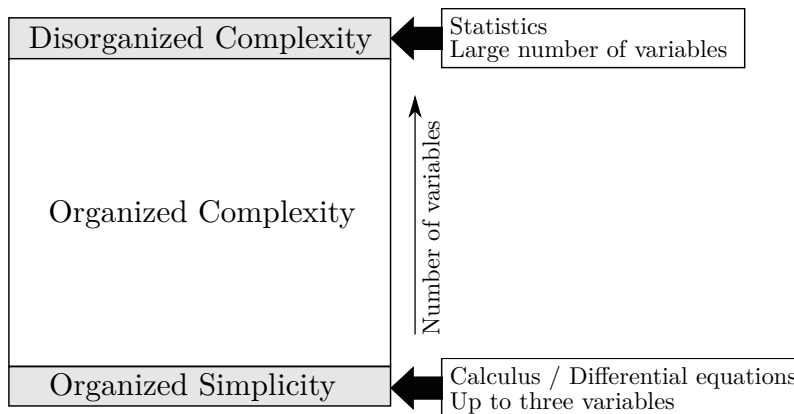 Disorganized Complexity
Statistics
Large number of variables
Organized Complexity
Number of variables
Organized Simplicity
Calculus / Differential equations
Up to three variables